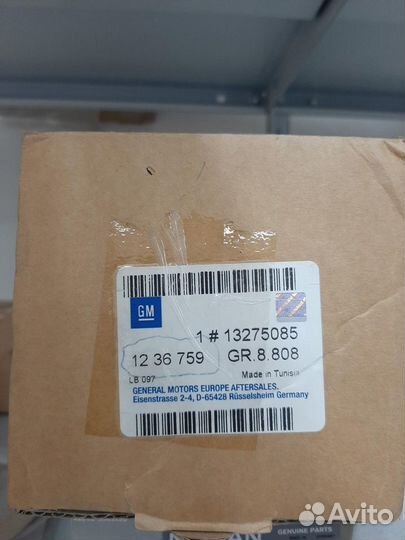 GM
1 # 13275085
12 36 759 GR.8.808
LB 097 Made in Tunisia
GENERAL MOTORS EUROPE AFTERSALES.
Eisenstrasse 2-4, D-65428 Rüsselsheim Germany
GENUINE PARTS
Avito